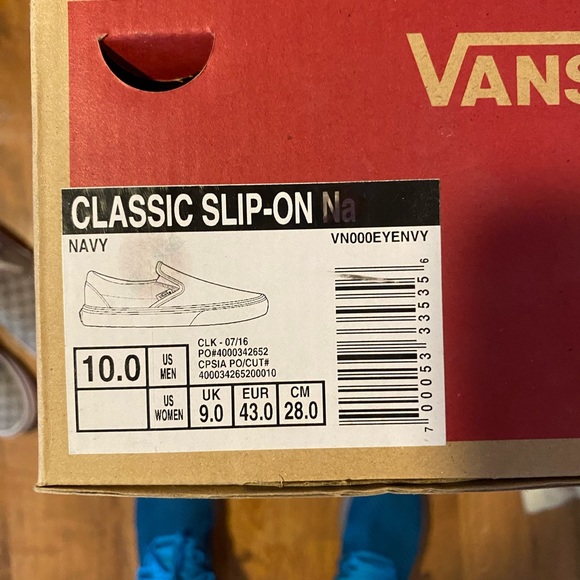 VANS
CLASSIC SLIP-ON Na
NAVY
VN000EYENVY
CLK - 07/16
PO#4000342652
CPSIA PO/CUT#
400034265200010
10.0 US MEN
US WOMEN
UK 9.0
EUR 43.0
CM 28.0
7 00053 33535 6